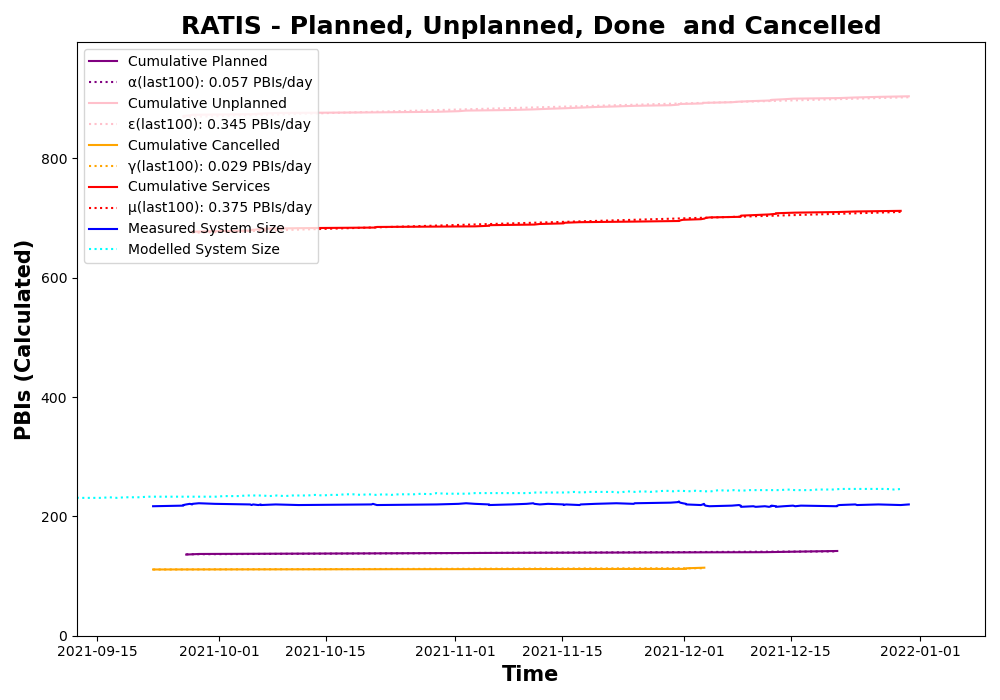 RATIS - Planned, Unplanned, Done  and Cancelled
Cumulative Planned
α(last100): 0.057 PBIs/day
Cumulative Unplanned
ε(last100): 0.345 PBIs/day
Cumulative Cancelled
γ(last100): 0.029 PBIs/day
Cumulative Services
μ(last100): 0.375 PBIs/day
Measured System Size
Modelled System Size
PBIs (Calculated)
800
600
400
200
0
2021-09-15
2021-10-01
2021-10-15
2021-11-01
2021-11-15
2021-12-01
2021-12-15
2022-01-01
Time